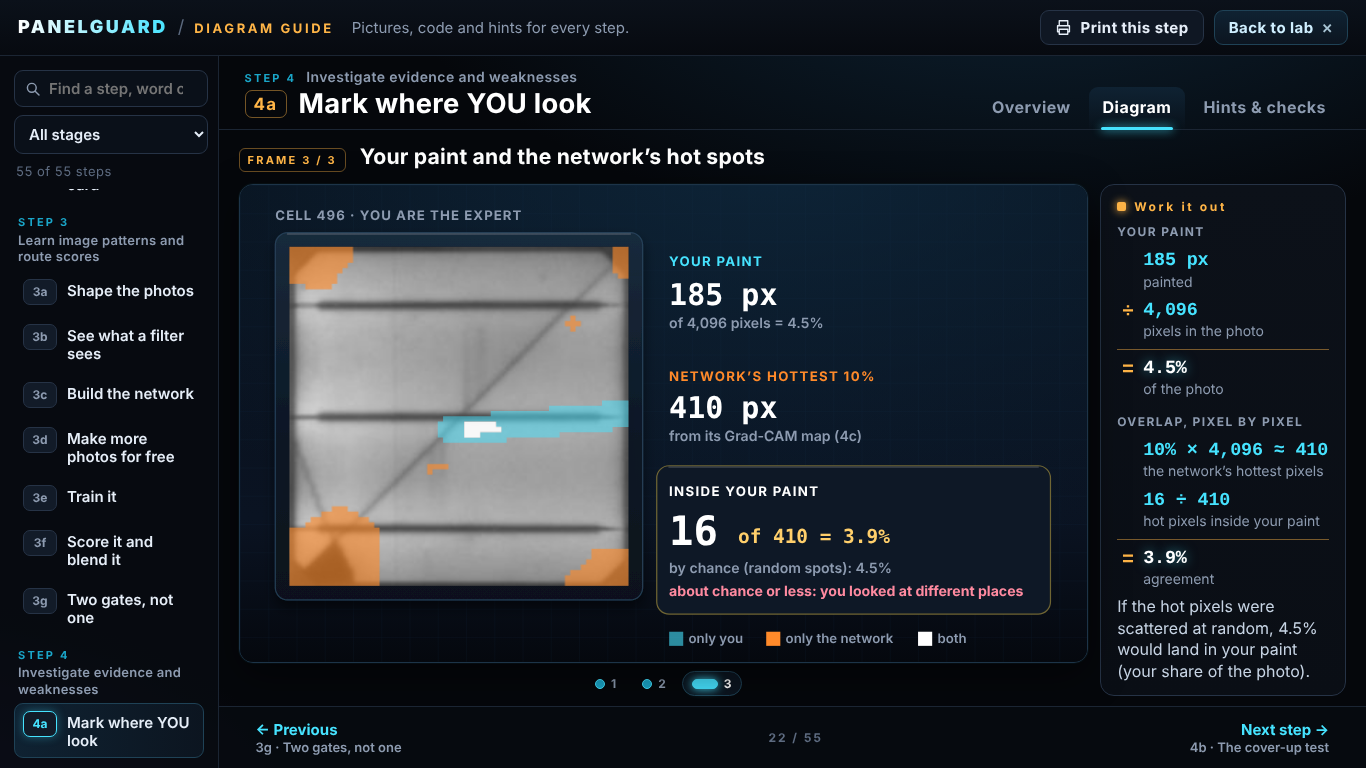 PANELGUARD / DIAGRAM GUIDE Pictures, code and hints for every step.
Print this step
Back to lab ×
Find a step, word c
All stages
55 of 55 steps
STEP 3
Learn image patterns and
route scores
3a Shape the photos
3b See what a filter
sees
3c Build the network
3d Make more
photos for free
3e Train it
3f Score it and
blend it
3g Two gates, not
one
STEP 4
Investigate evidence and
weaknesses
4a Mark where YOU
look
STEP 4 Investigate evidence and weaknesses
4a Mark where YOU look
Overview
Diagram
Hints & checks
FRAME 3 / 3 Your paint and the network’s hot spots
CELL 496 · YOU ARE THE EXPERT
YOUR PAINT
185 px
of 4,096 pixels = 4.5%
NETWORK’S HOTTEST 10%
410 px
from its Grad-CAM map (4c)
INSIDE YOUR PAINT
16 of 410 = 3.9%
by chance (random spots): 4.5%
about chance or less: you looked at different places
only you
only the network
both
1
2
3
Work it out
YOUR PAINT
185 px
painted
÷ 4,096
pixels in the photo
= 4.5%
of the photo
OVERLAP, PIXEL BY PIXEL
10% × 4,096 ≈ 410
the network’s hottest pixels
16 ÷ 410
hot pixels inside your paint
= 3.9%
agreement
If the hot pixels were
scattered at random, 4.5%
would land in your paint
(your share of the photo).
← Previous
3g · Two gates, not one
22 / 55
Next step →
4b · The cover-up test